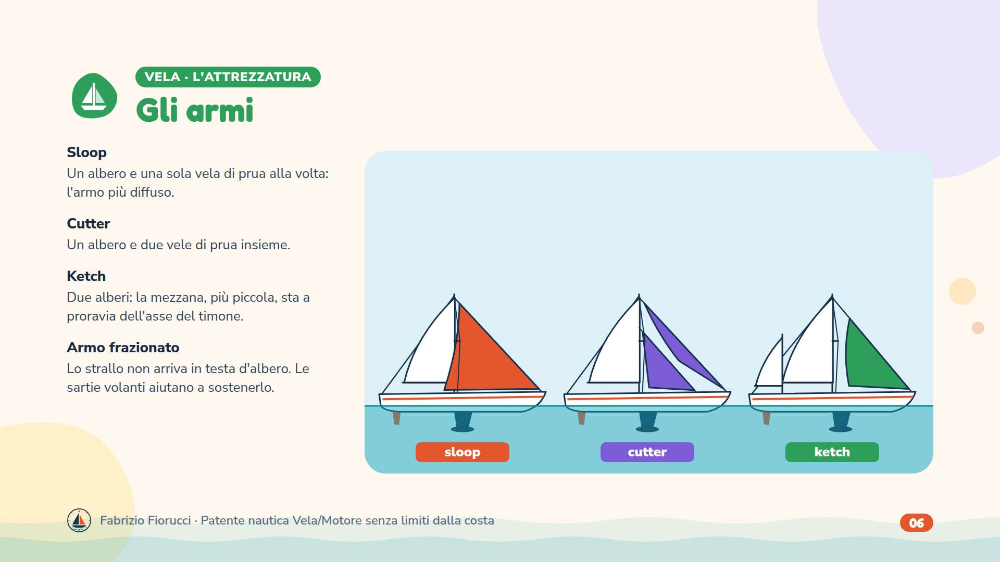 VELA · L'ATTREZZATURA
Gli armi
Sloop
Un albero e una sola vela di prua alla volta:
l'armo più diffuso.
Cutter
Un albero e due vele di prua insieme.
Ketch
Due alberi: la mezzana, più piccola, sta a
proravia dell'asse del timone.
Armo frazionato
Lo strallo non arriva in testa d'albero. Le
sartie volanti aiutano a sostenerlo.
sloop
cutter
ketch
Fabrizio Fiorucci · Patente nautica Vela/Motore senza limiti dalla costa
06